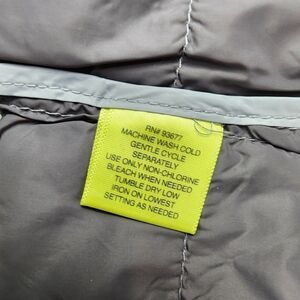 RN# 93677
MACHINE WASH COLD
GENTLE CYCLE
SEPARATELY
USE ONLY NON-CHLORINE
BLEACH WHEN NEEDED
TUMBLE DRY LOW
IRON ON LOWEST
SETTING AS NEEDED